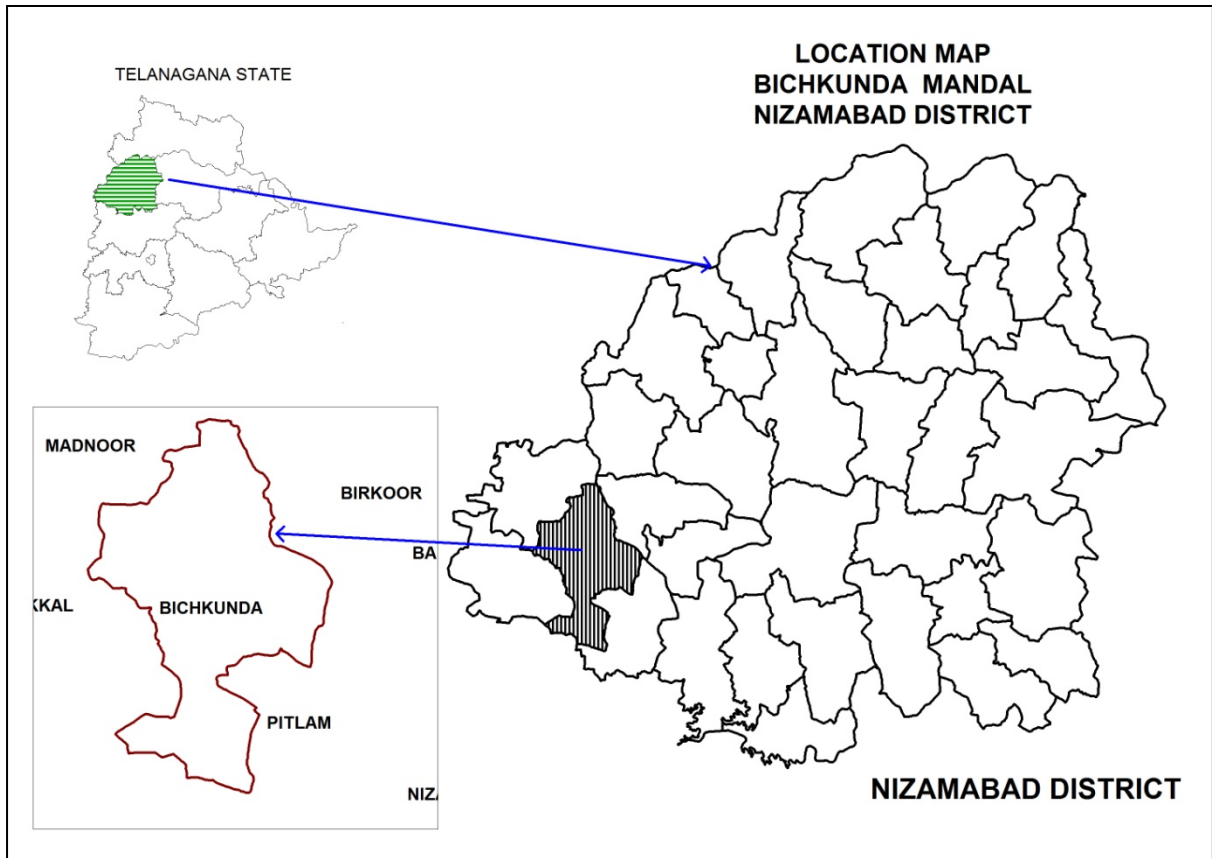 TELANAGANA STATE
LOCATION MAP
BICHKUNDA MANDAL
NIZAMABAD DISTRICT
MADNOOR
BIRKOOR
BA
KKAL
BICHKUNDA
PITLAM
NIZA
NIZAMABAD DISTRICT